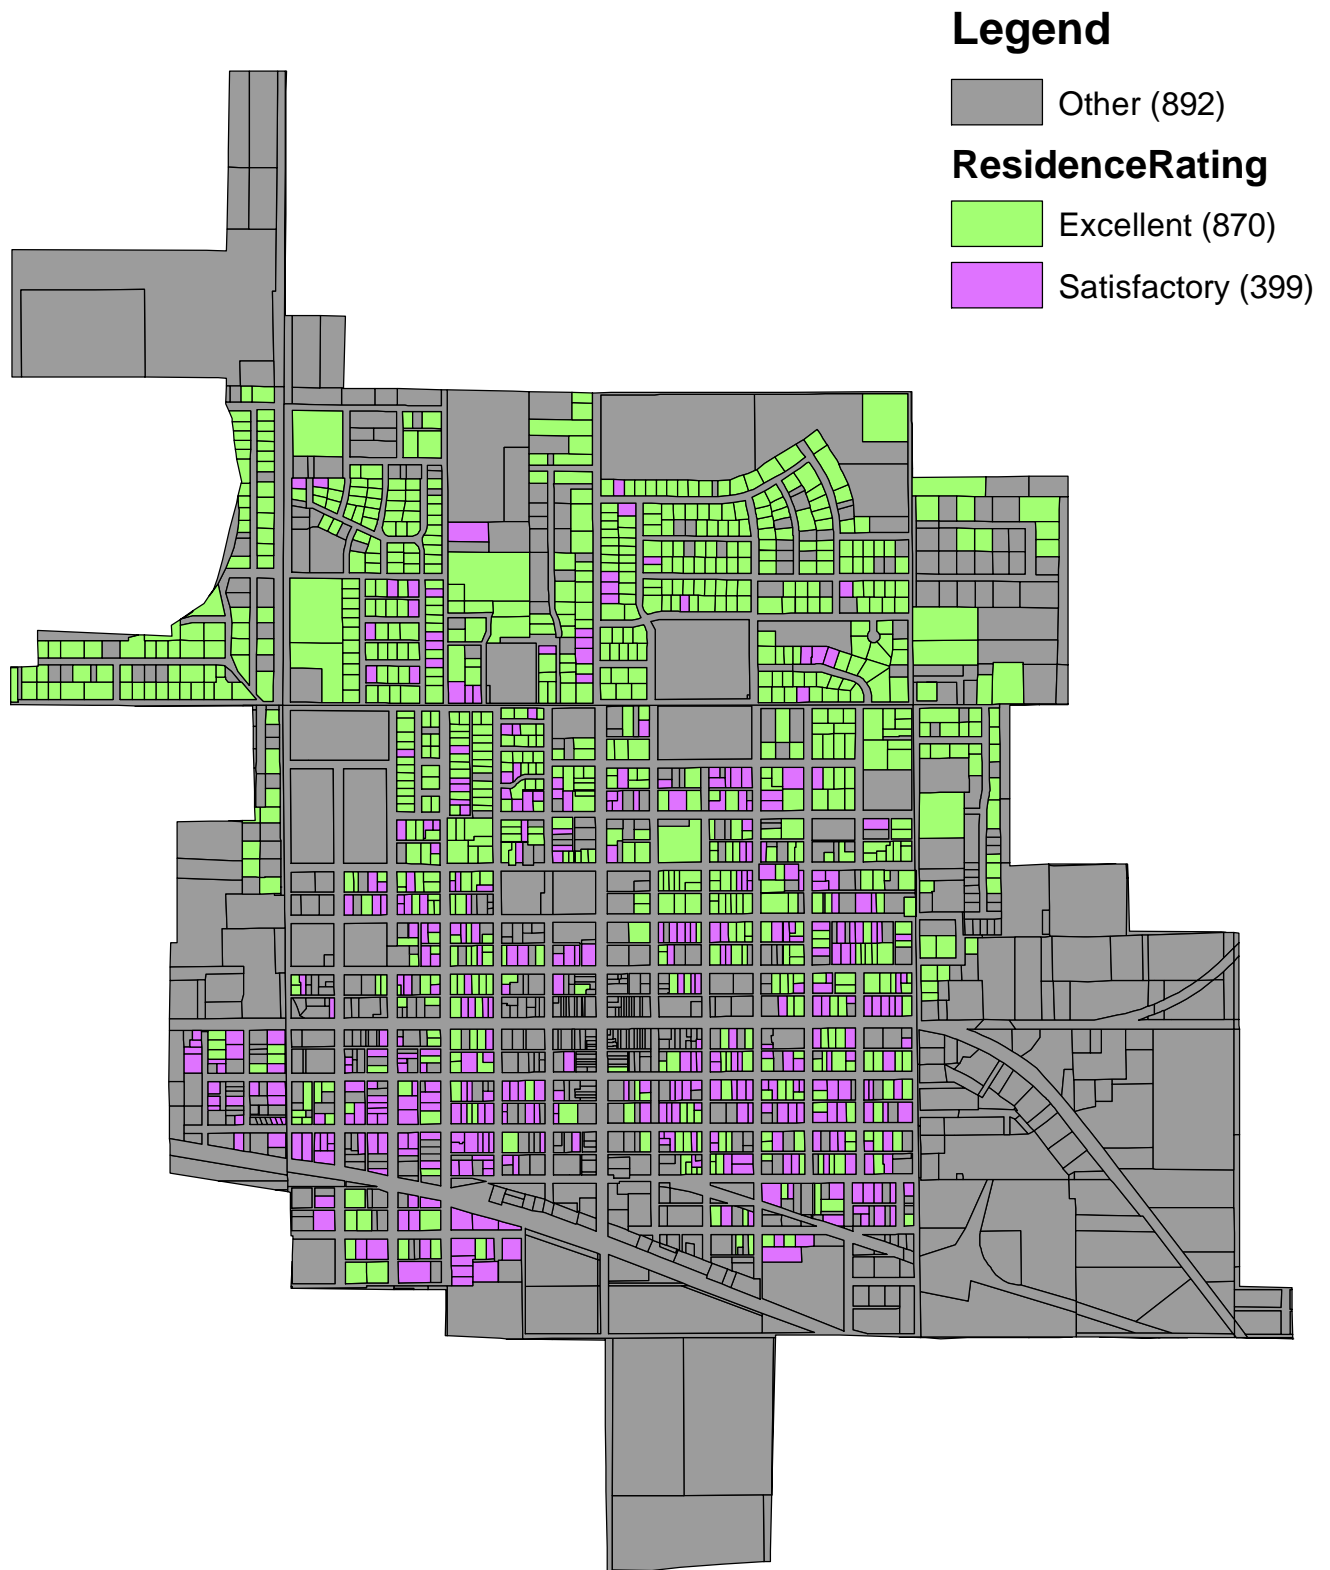 Legend
Other (892)
ResidenceRating
Excellent (870)
Satisfactory (399)